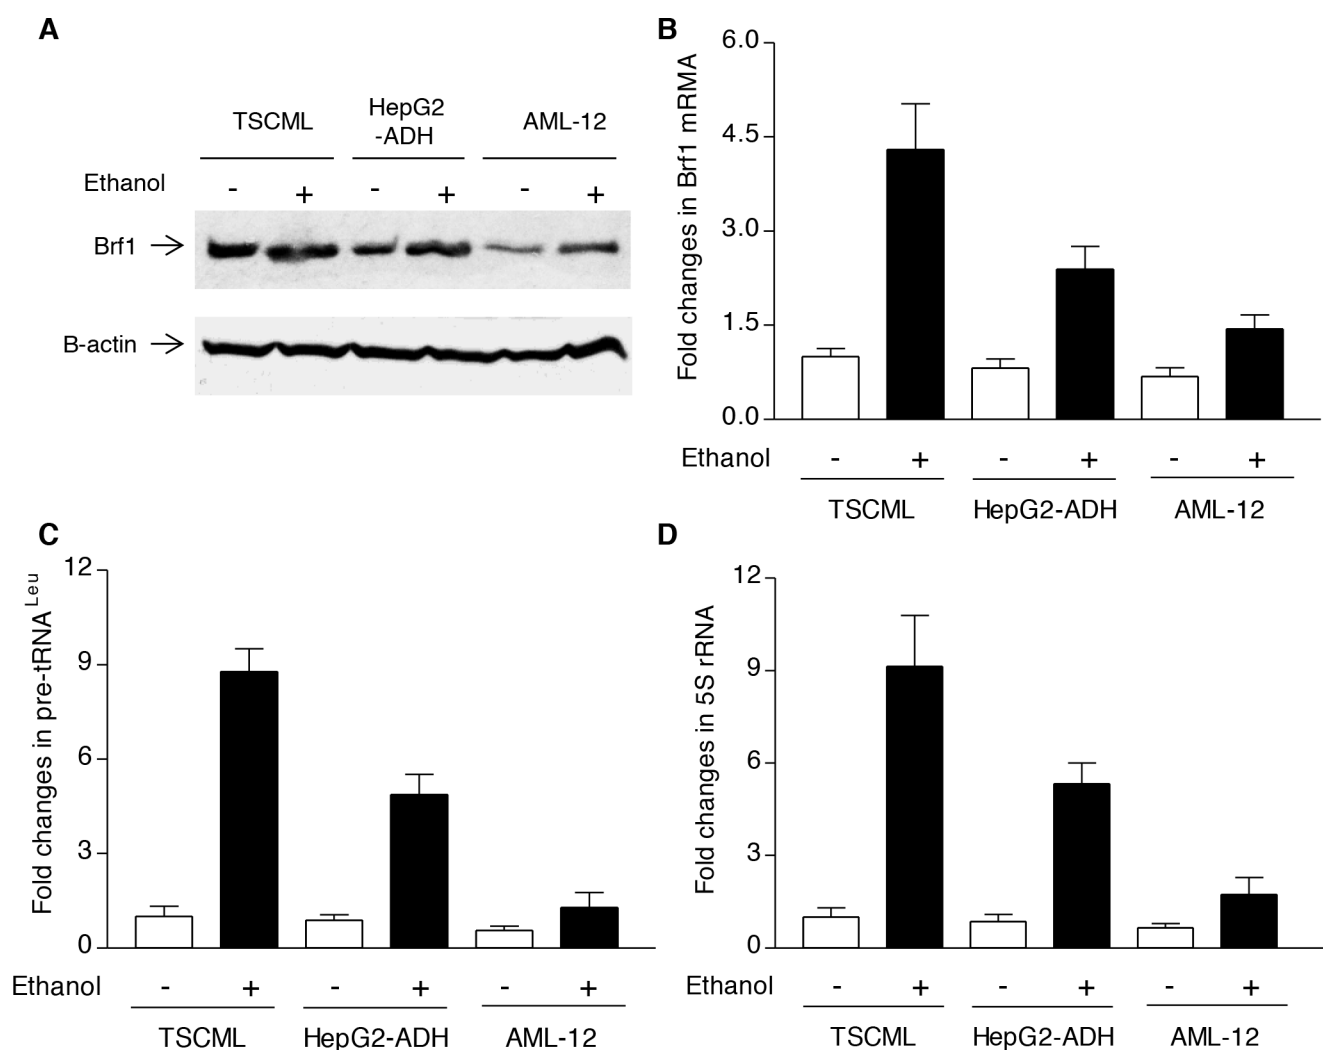 A
TSCML
HepG2
-ADH
AML-12
Ethanol - + - + - +
Brf1
B-actin
B
Fold changes in Brf1 mRMA
6.0
4.5
3.0
1.5
0.0
Ethanol - + - + - +
TSCML HepG2-ADH AML-12
C
Fold changes in pre-tRNA Leu
12
9
6
3
0
Ethanol - + - + - +
TSCML HepG2-ADH AML-12
D
Fold changes in 5S rRNA
12
9
6
3
0
Ethanol - + - + - +
TSCML HepG2-ADH AML-12